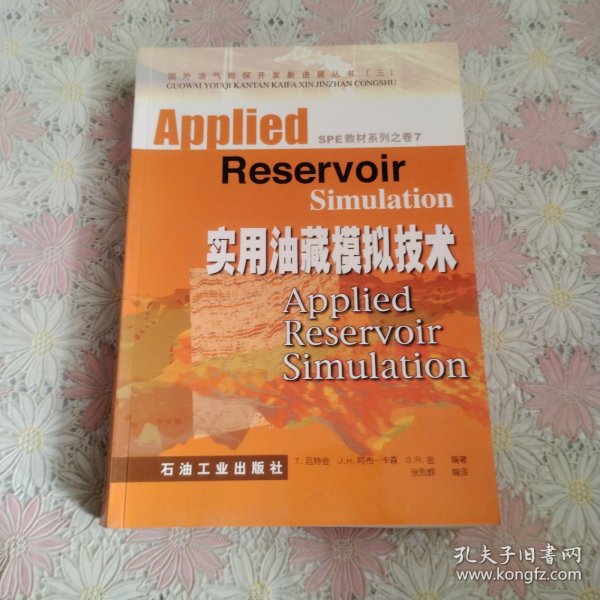 国外油气勘探开发新进展丛书（三）
GUOWAI YOUQI KANTAN KAIFA XIN JINZHAN CONGSHU
Applied
SPE教材系列之卷7
Reservoir
Simulation
实用油藏模拟技术
Applied
Reservoir
Simulation
T. 厄特金 J.H. 阿布—卡森 G.R. 金 编著
张烈辉 编译
石油工业出版社
孔夫子旧书网
www.kongfz.com